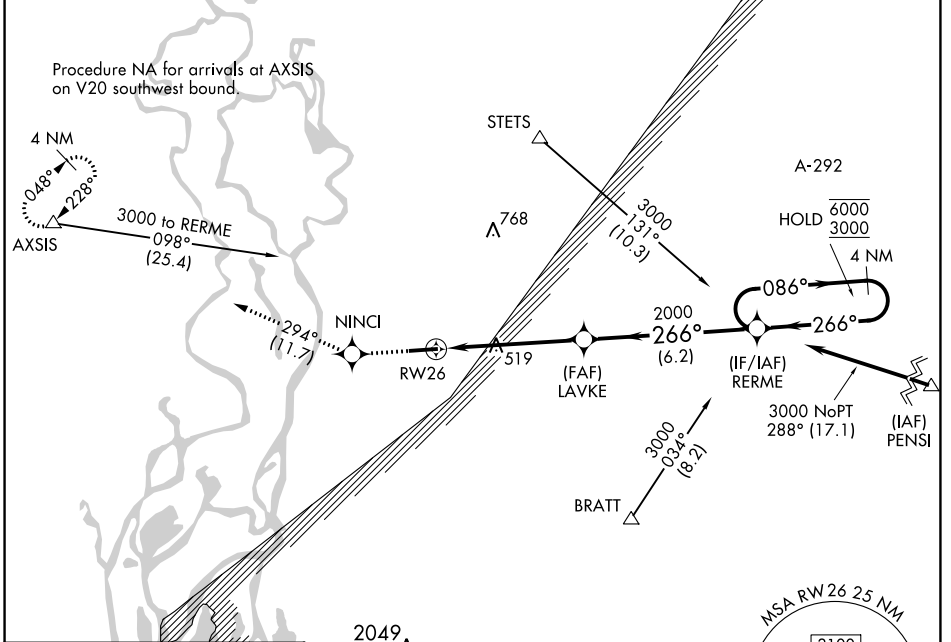 Procedure NA for arrivals at AXSIS
on V20 southwest bound.
4 NM
048°
228°
AXSIS
3000 to RERME
098°
(25.4)
STETS
768
3000
131°
(10.3)
A-292
HOLD
6000
3000
4 NM
086°
266°
294°
(11.7)
NINCI
RW26
519
2000
266°
(6.2)
(FAF)
LAVKE
(IF/IAF)
RERME
3000 NoPT
288° (17.1)
(IAF)
PENSI
3000
034°
(8.2)
BRATT
2049
MSA RW26 25 NM